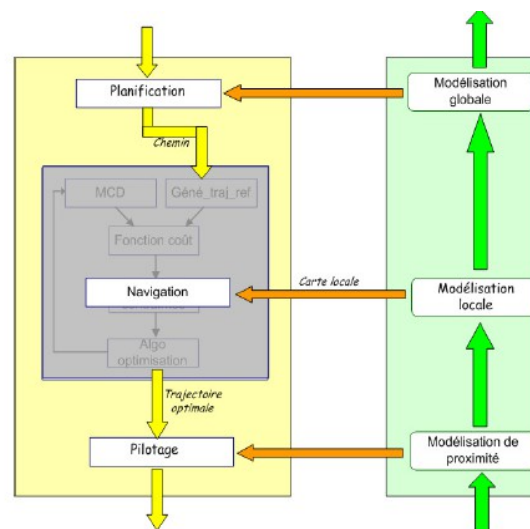 Planification
Modélisation
globale
Chemin
MCD
Géné_traj_ref
Fonction coût
Navigation
Carte locale
Modélisation
locale
Algo
optimisation
Trajectoire
optimale
Pilotage
Modélisation de
proximité